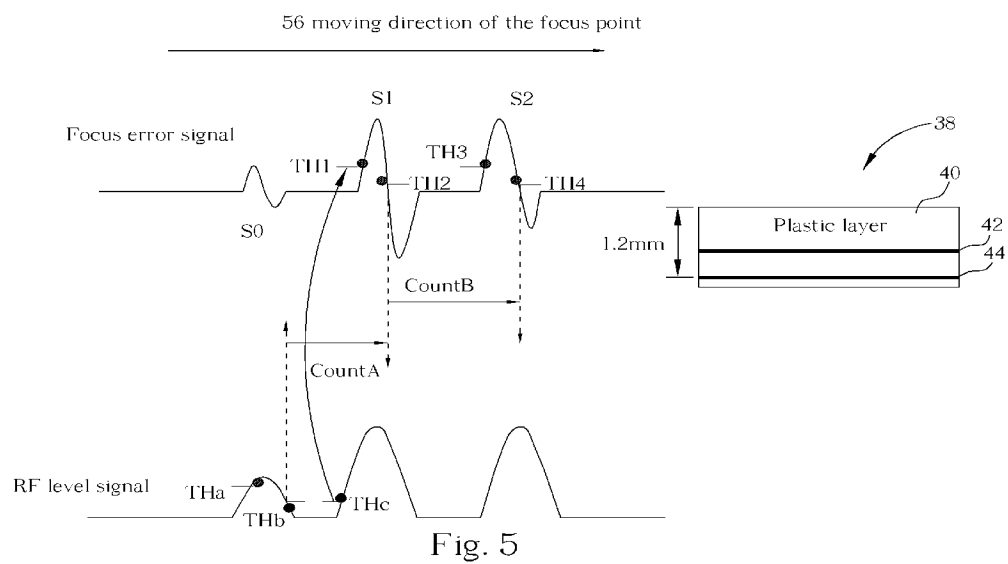 56 moving direction of the focus point
S1
S2
Focus error signal
TH1
TH3
TH2
TH4
S0
38
40
Plastic layer
42
1.2mm
44
CountB
CountA
RF level signal
THa
THb
THc
Fig. 5